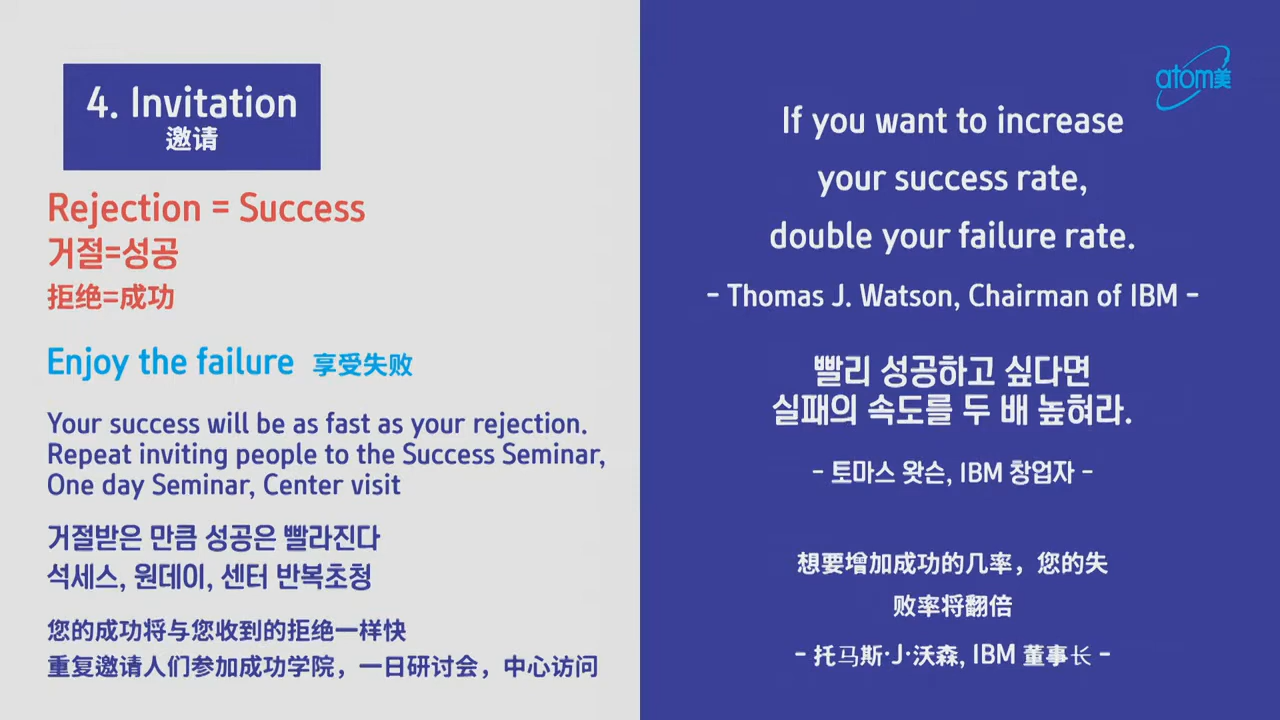 4. Invitation
邀请
Rejection = Success
거절=성공
拒绝=成功
Enjoy the failure 享受失败
Your success will be as fast as your rejection.
Repeat inviting people to the Success Seminar,
One day Seminar, Center visit
거절받은 만큼 성공은 빨라진다
석세스, 원데이, 센터 반복초청
您的成功将与您收到的拒绝一样快
重复邀请人们参加成功学院，一日研讨会，中心访问
atom美
If you want to increase
your success rate,
double your failure rate.
- Thomas J. Watson, Chairman of IBM -
빨리 성공하고 싶다면
실패의 속도를 두 배 높혀라.
- 토마스 왓슨, IBM 창업자 -
想要增加成功的几率，您的失
败率将翻倍
- 托马斯·J·沃森, IBM 董事长 -